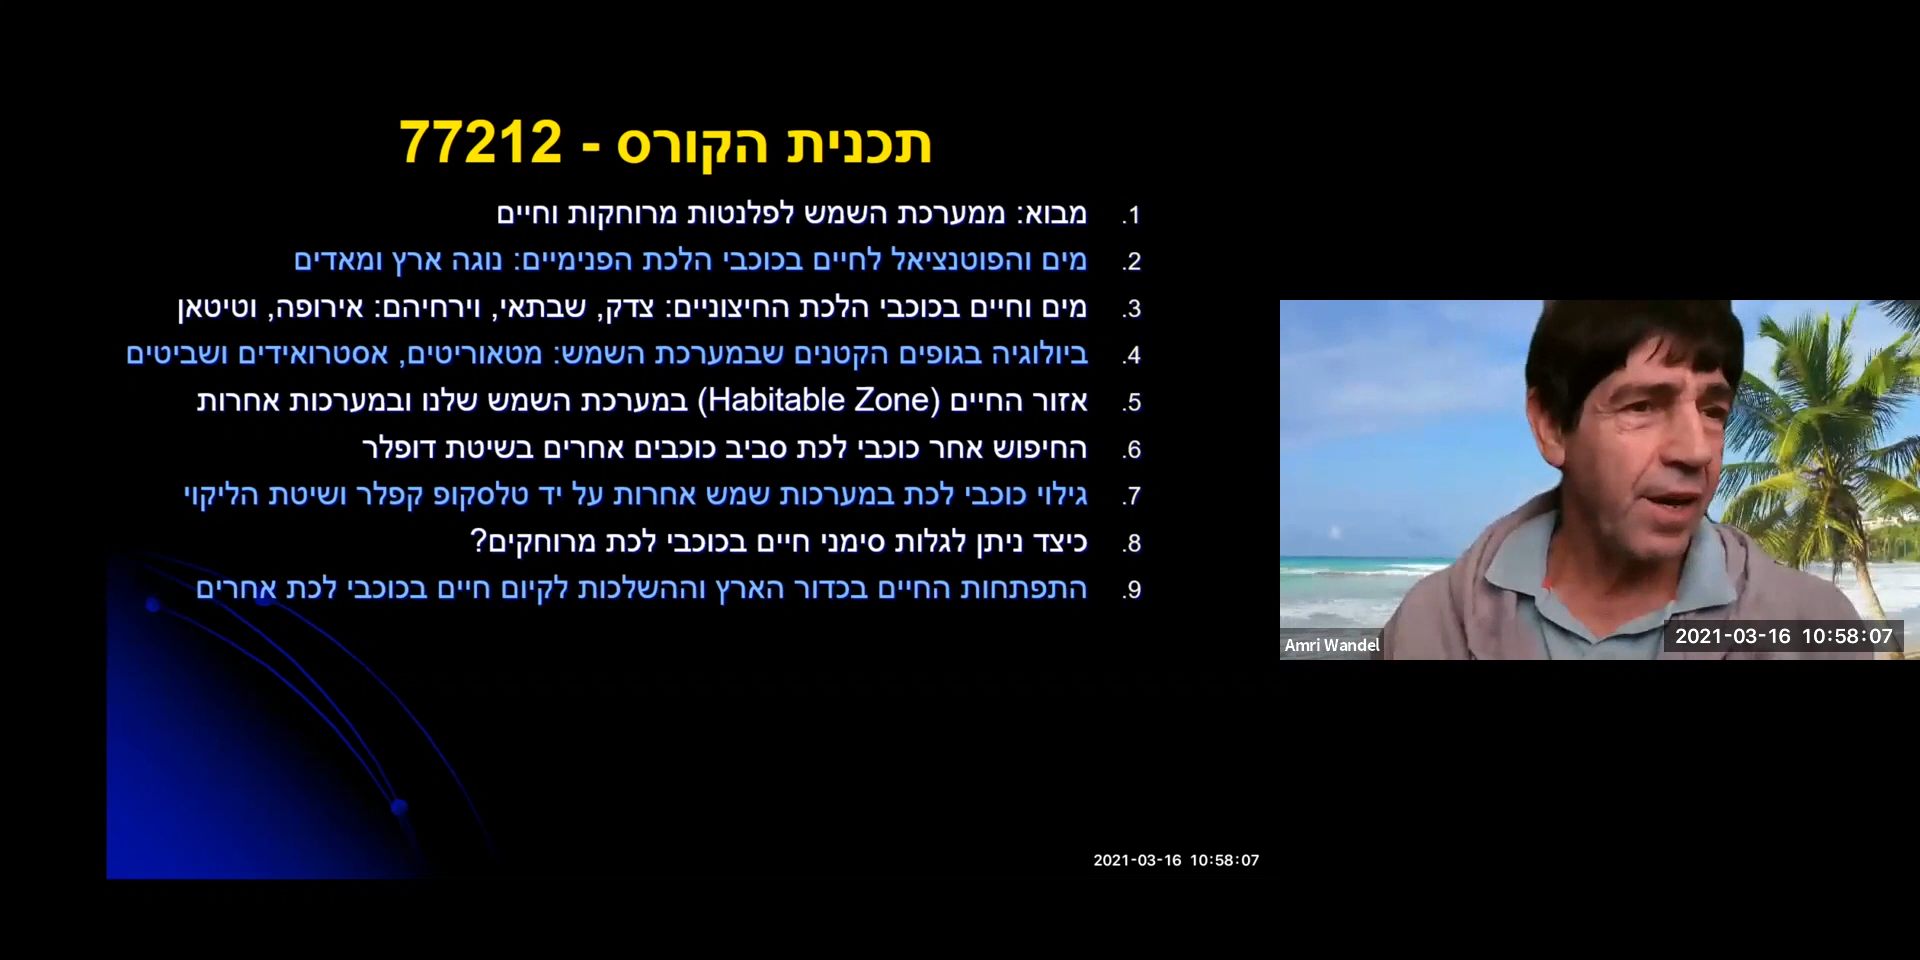 תכנית הקורס - 77212
1. מבוא: ממערכת השמש לפלנטות מרוחקות וחיים
2. מים והפוטנציאל לחיים בכוכבי הלכת הפנימיים: נוגה ארץ ומאדים
3. מים וחיים בכוכבי הלכת החיצוניים: צדק, שבתאי, וירחיהם: אירופה, וטיטאן
4. ביולוגיה בגופים הקטנים שבמערכת השמש: מטאוריטים, אסטרואידים ושביטים
5. אזור החיים (Habitable Zone) במערכת השמש שלנו ובמערכות אחרות
6. החיפוש אחר כוכבי לכת סביב כוכבים אחרים בשיטת דופלר
7. גילוי כוכבי לכת במערכות שמש אחרות על יד טלסקופ קפלר ושיטת הליקוי
8. כיצד ניתן לגלות סימני חיים בכוכבי לכת מרוחקים?
9. התפתחות החיים בכדור הארץ וההשלכות לקיום חיים בכוכבי לכת אחרים
2021-03-16 10:58:07
Amri Wandel
2021-03-16 10:58:07